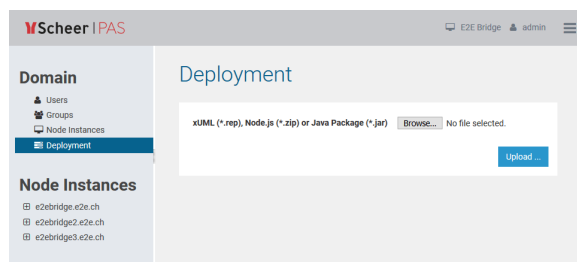 Scheer | PAS
E2E Bridge admin
Domain
Users
Groups
Node Instances
Deployment
Node Instances
e2ebridge.e2e.ch
e2ebridge2.e2e.ch
e2ebridge3.e2e.ch
Deployment
xUML (*.rep), Node.js (*.zip) or Java Package (*.jar) Browse... No file selected.
Upload ...